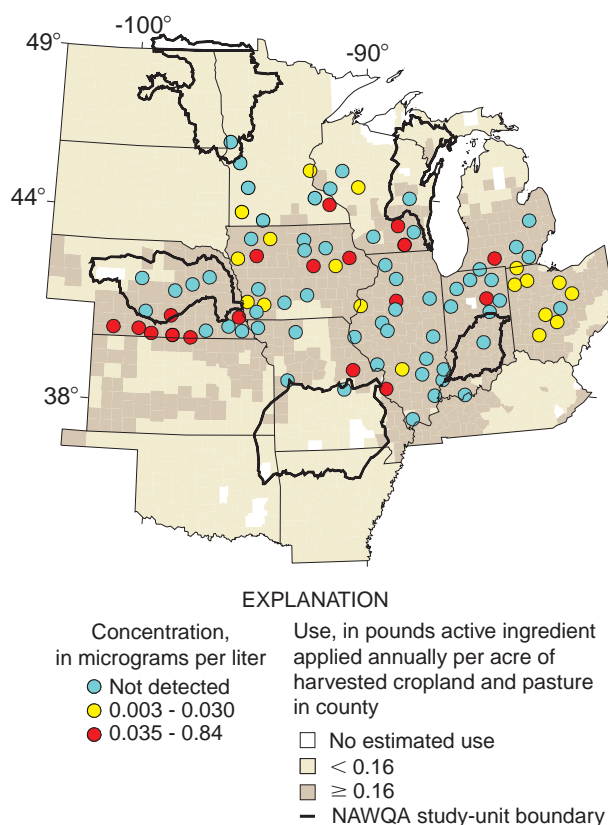 -100°
49°
-90°
44°
38°
EXPLANATION
Concentration,
in micrograms per liter
Not detected
0.003 - 0.030
0.035 - 0.84
Use, in pounds active ingredient
applied annually per acre of
harvested cropland and pasture
in county
No estimated use
< 0.16
≥ 0.16
NAWQA study-unit boundary